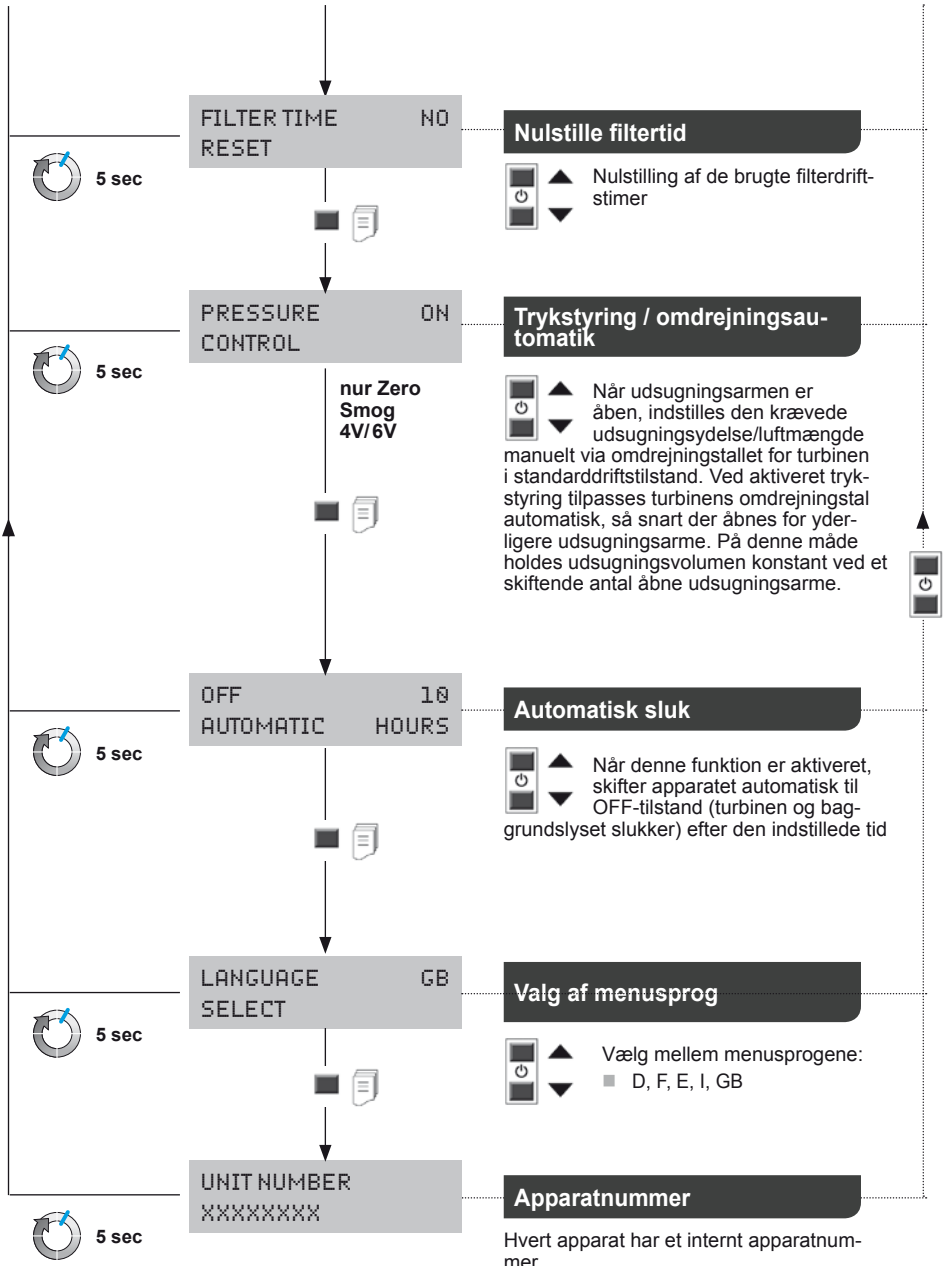 FILTER TIME NO
RESET
Nulstille filtertid
5 sec
Nulstilling af de brugte filterdrift-
stimer
PRESSURE ON
CONTROL
Trykstyring / omdrejningsau-
tomatik
5 sec
nur Zero
Smog
4V/6V
Når udsugningsarmen er
åben, indstilles den krævede
udsugningsydelse/luftmængde
manuelt via omdrejningstallet for turbinen
i standarddriftstilstand. Ved aktiveret tryk-
styring tilpasses turbinens omdrejningstal
automatisk, så snart der åbnes for yder-
ligere udsugningsarme. På denne måde
holdes udsugningsvolumen konstant ved et
skiftende antal åbne udsugningsarme.
OFF 10
AUTOMATIC HOURS
Automatisk sluk
5 sec
Når denne funktion er aktiveret,
skifter apparatet automatisk til
OFF-tilstand (turbinen og bag-
grundslyset slukker) efter den indstillede tid
LANGUAGE GB
SELECT
Valg af menusprog
5 sec
Vælg mellem menusprogene:
D, F, E, I, GB
UNIT NUMBER
XXXXXXXX
Apparatnummer
5 sec
Hvert apparat har et internt apparatnum-
mer